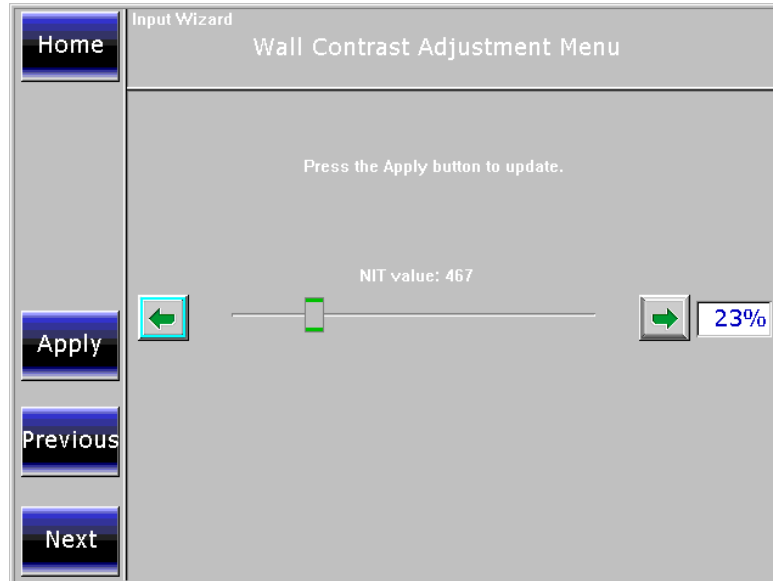 Home
Input Wizard
Wall Contrast Adjustment Menu
Press the Apply button to update.
NIT value: 467
23%
Apply
Previous
Next